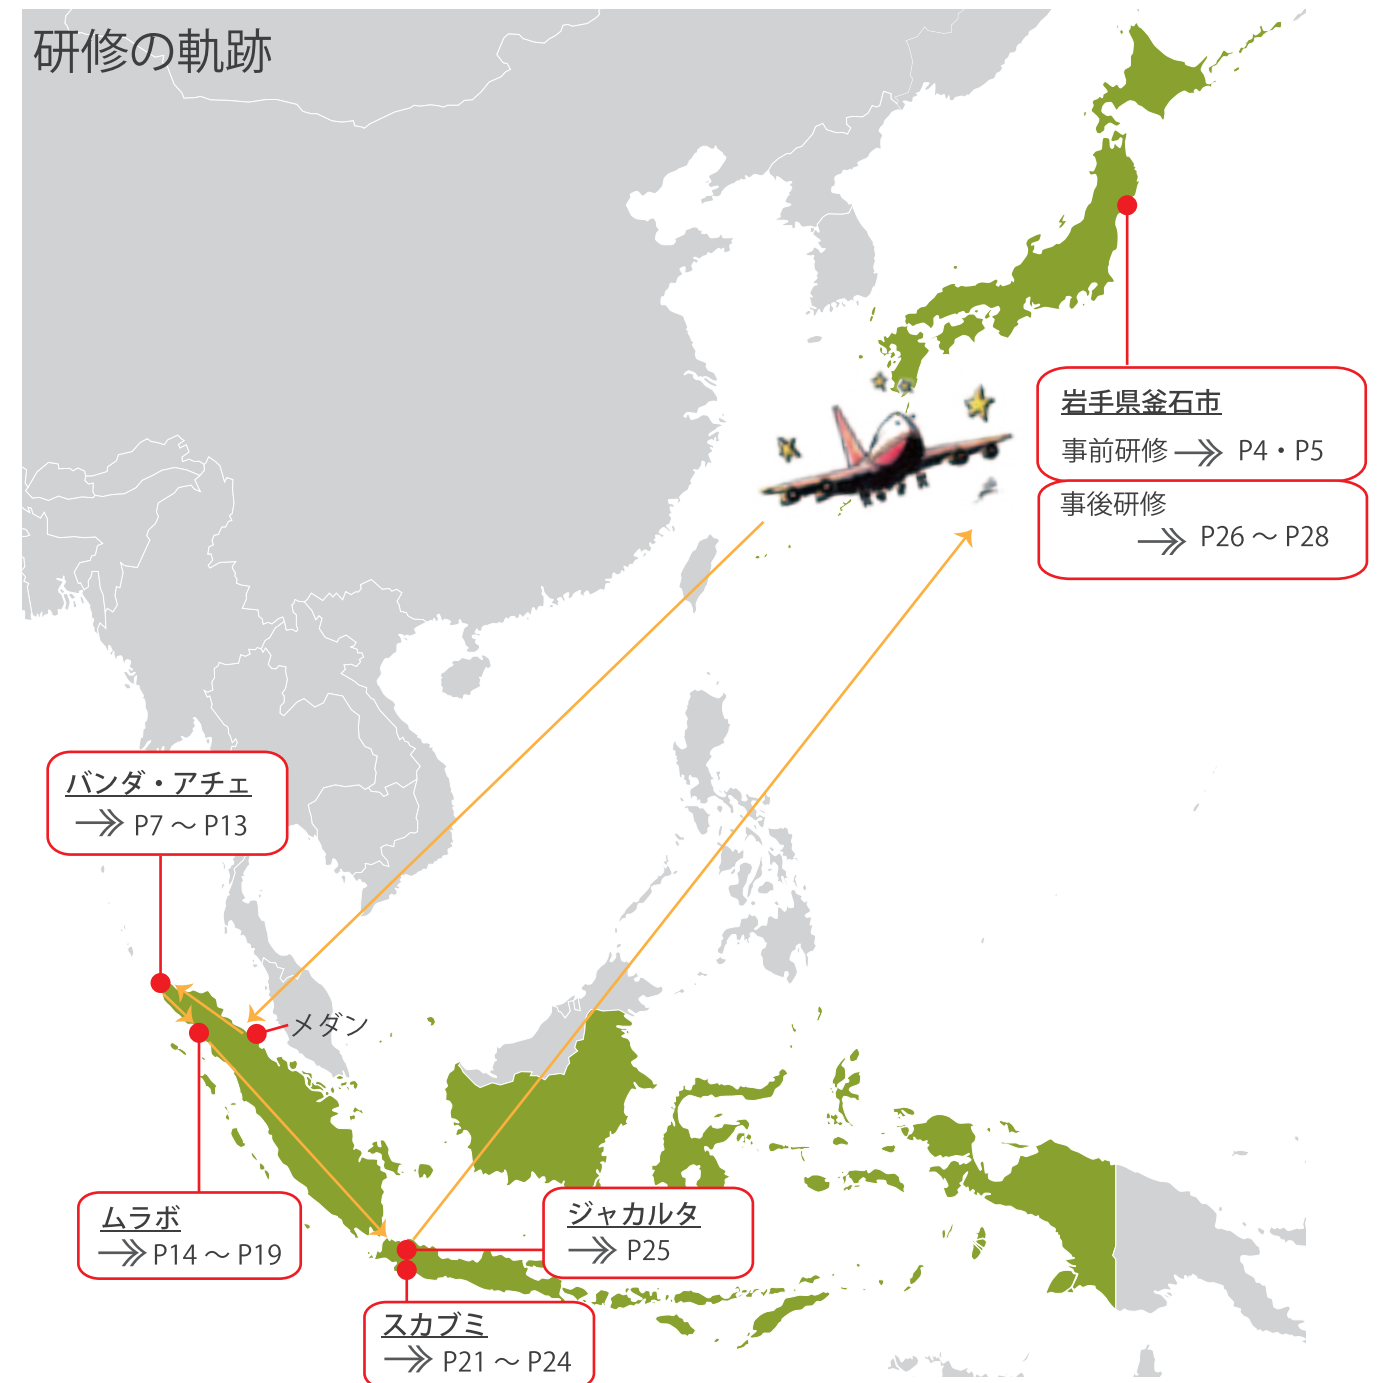 研修の軌跡
岩手県釜石市
事前研修 P4・P5
事後研修
P26 ～ P28
バンダ・アチェ
P7 ～ P13
メダン
ムラボ
P14 ～ P19
ジャカルタ
P25
スカブミ
P21 ～ P24